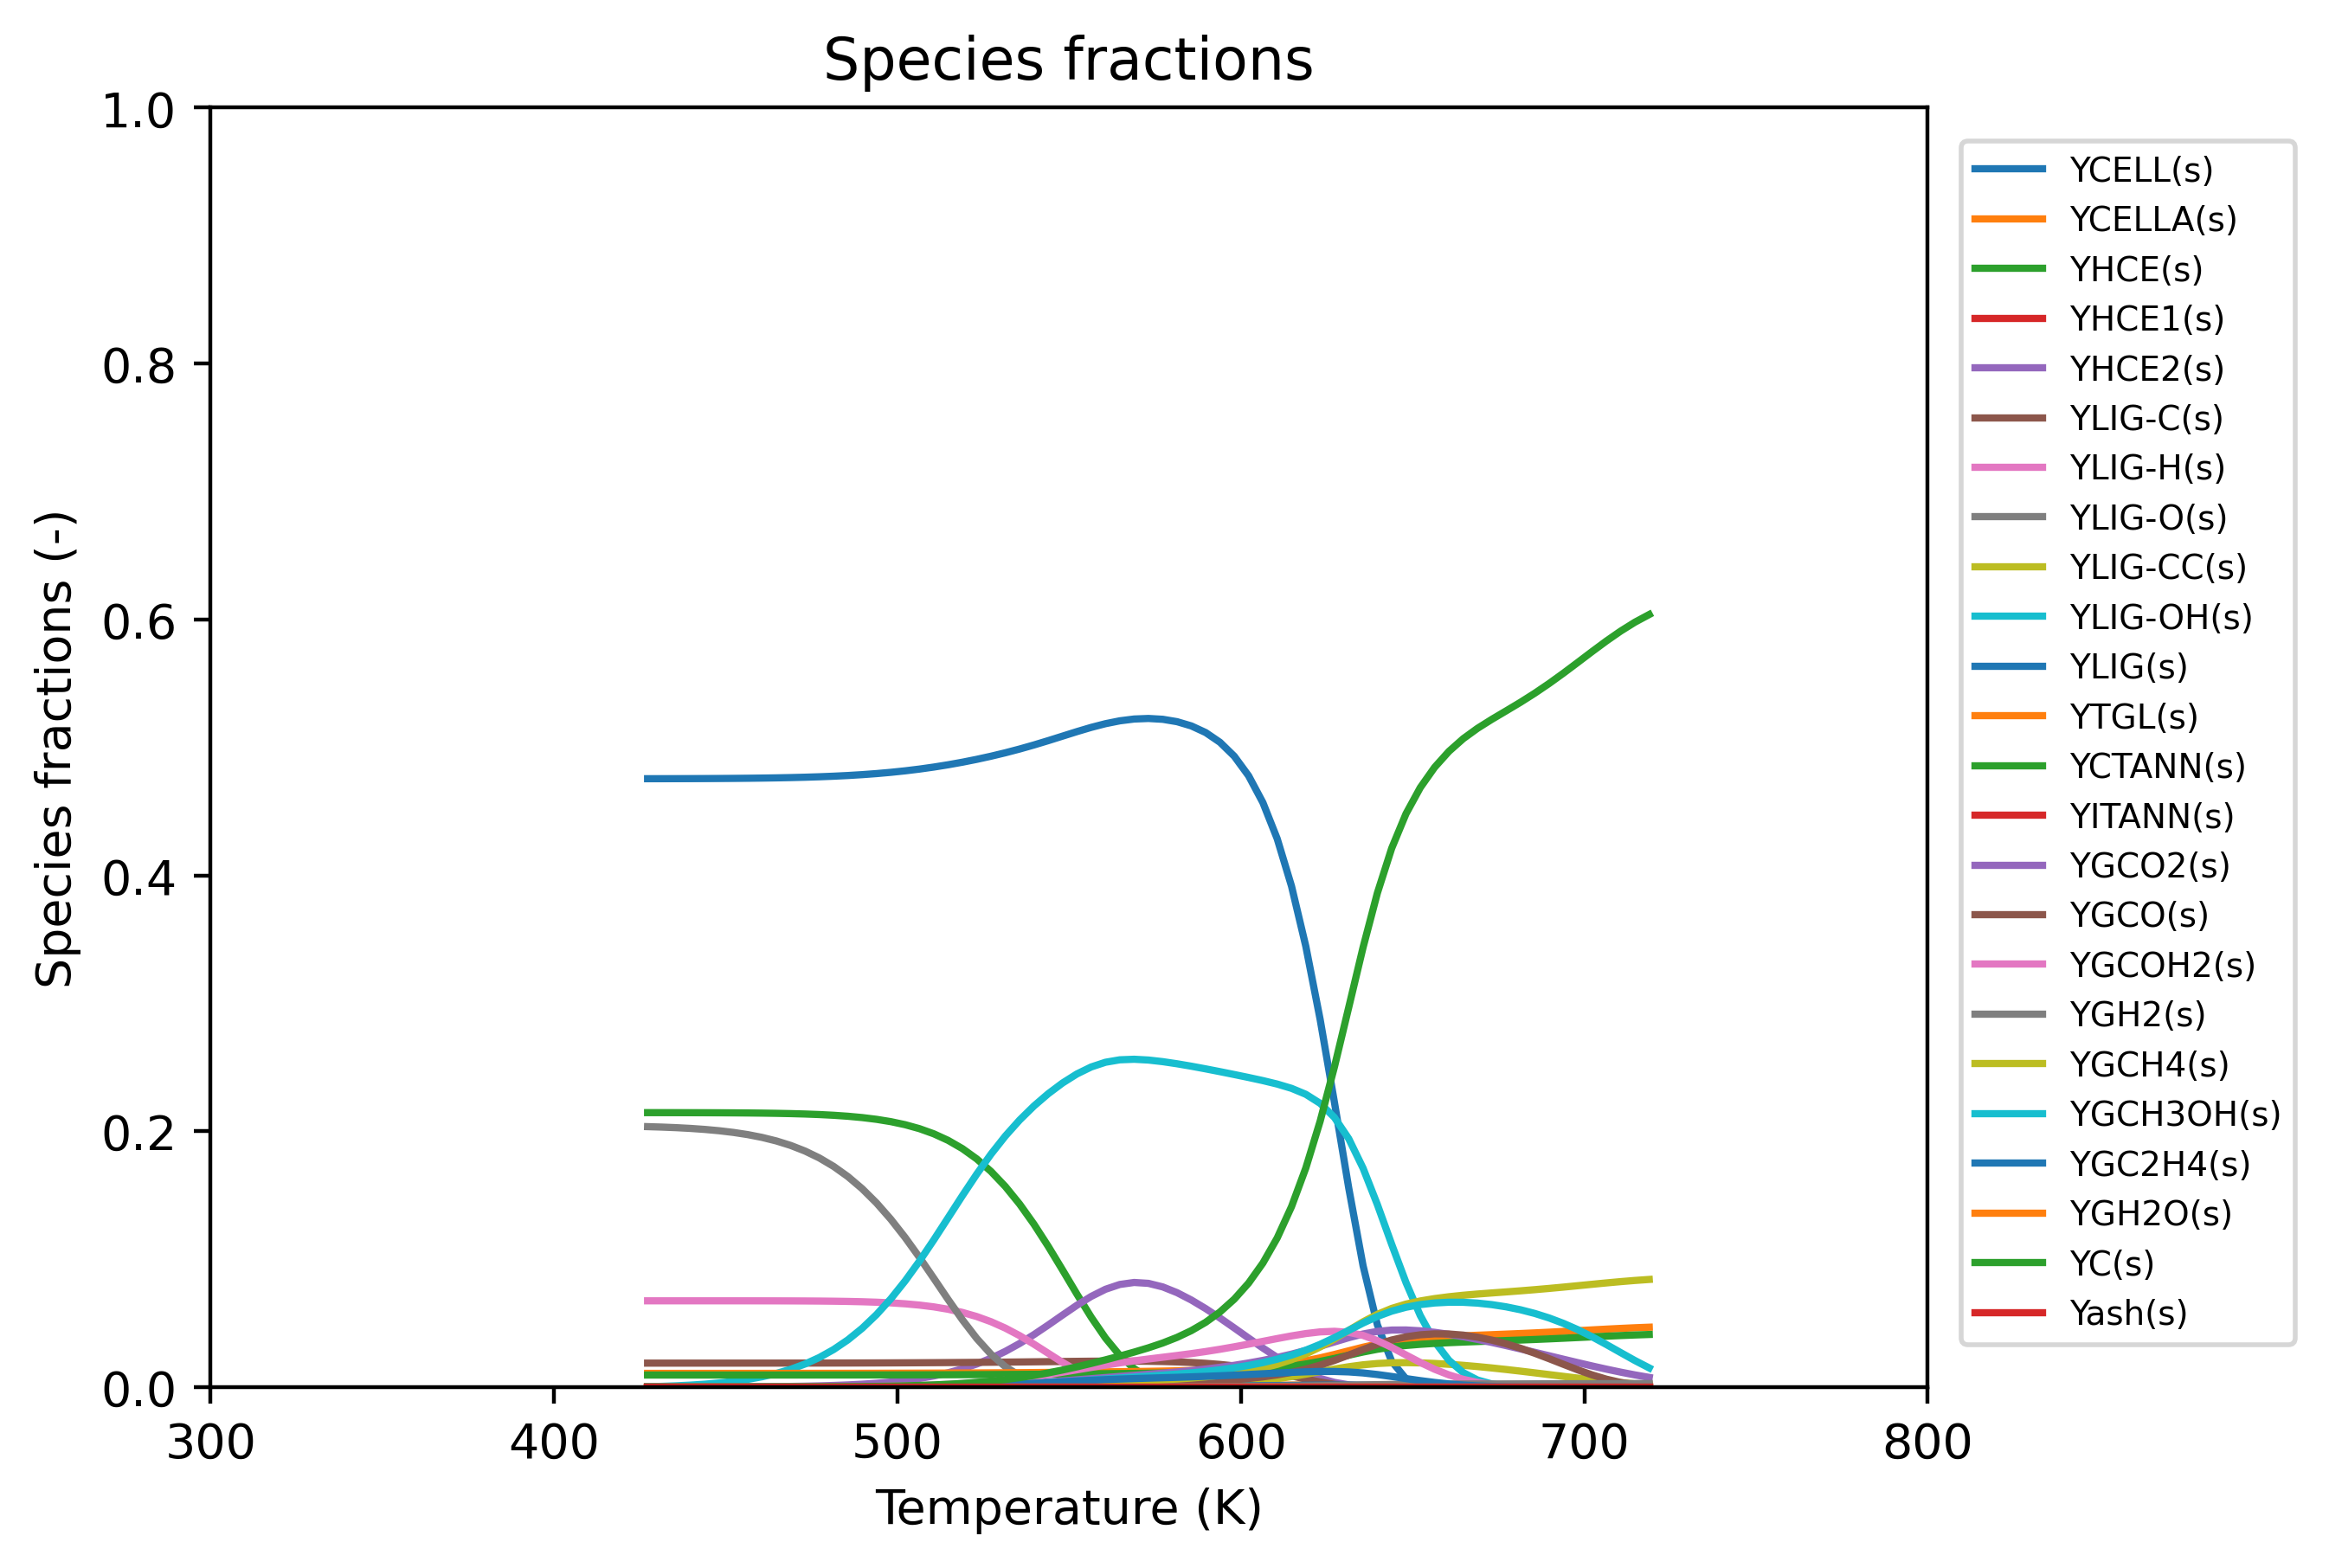 Species fractions
1.0
0.8
0.6
0.4
0.2
0.0
Species fractions (-)
300 400 500 600 700 800
Temperature (K)
YCELL(s)
YCELLA(s)
YHCE(s)
YHCE1(s)
YHCE2(s)
YLIG-C(s)
YLIG-H(s)
YLIG-O(s)
YLIG-CC(s)
YLIG-OH(s)
YLIG(s)
YTGL(s)
YCTANN(s)
YITANN(s)
YGCO2(s)
YGCO(s)
YGCOH2(s)
YGH2(s)
YGCH4(s)
YGCH3OH(s)
YGC2H4(s)
YGH2O(s)
YC(s)
Yash(s)